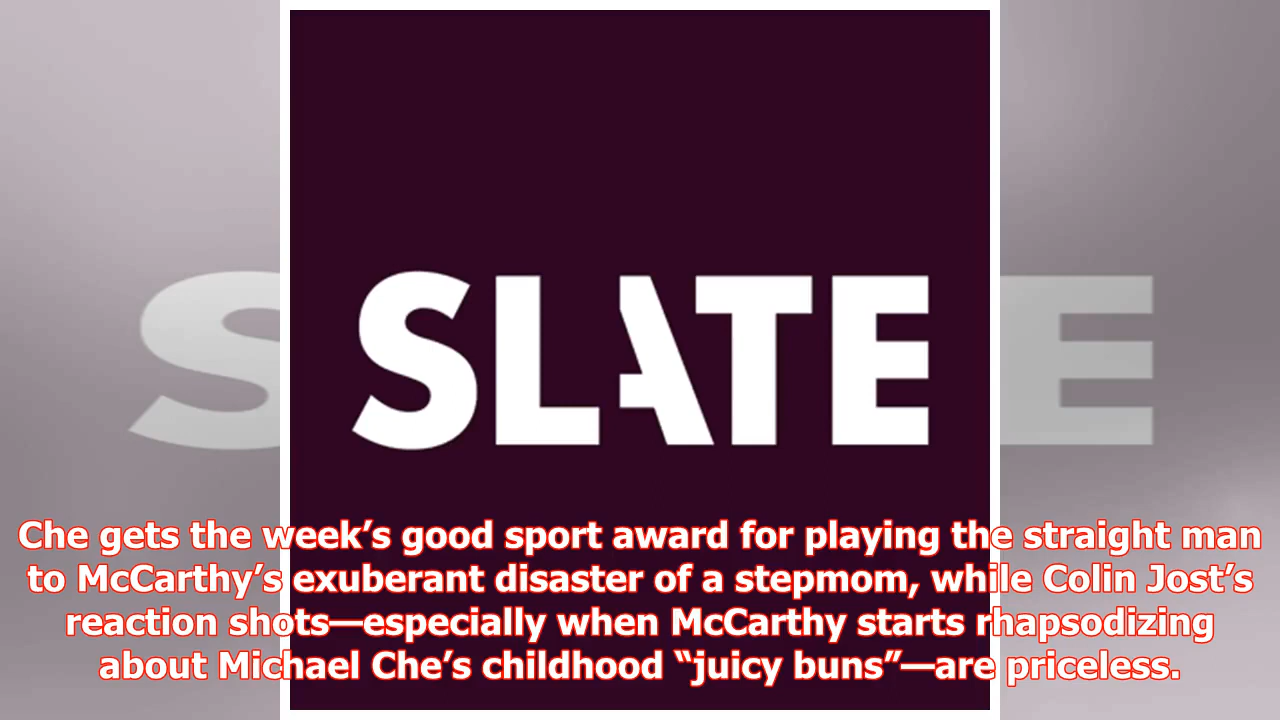 SLATE
Che gets the week’s good sport award for playing the straight man
to McCarthy’s exuberant disaster of a stepmom, while Colin Jost’s
reaction shots—especially when McCarthy starts rhapsodizing
about Michael Che’s childhood “juicy buns”—are priceless.